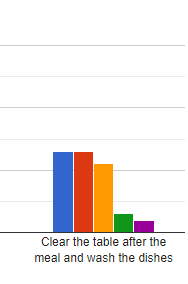 Clear the table after the
meal and wash the dishes